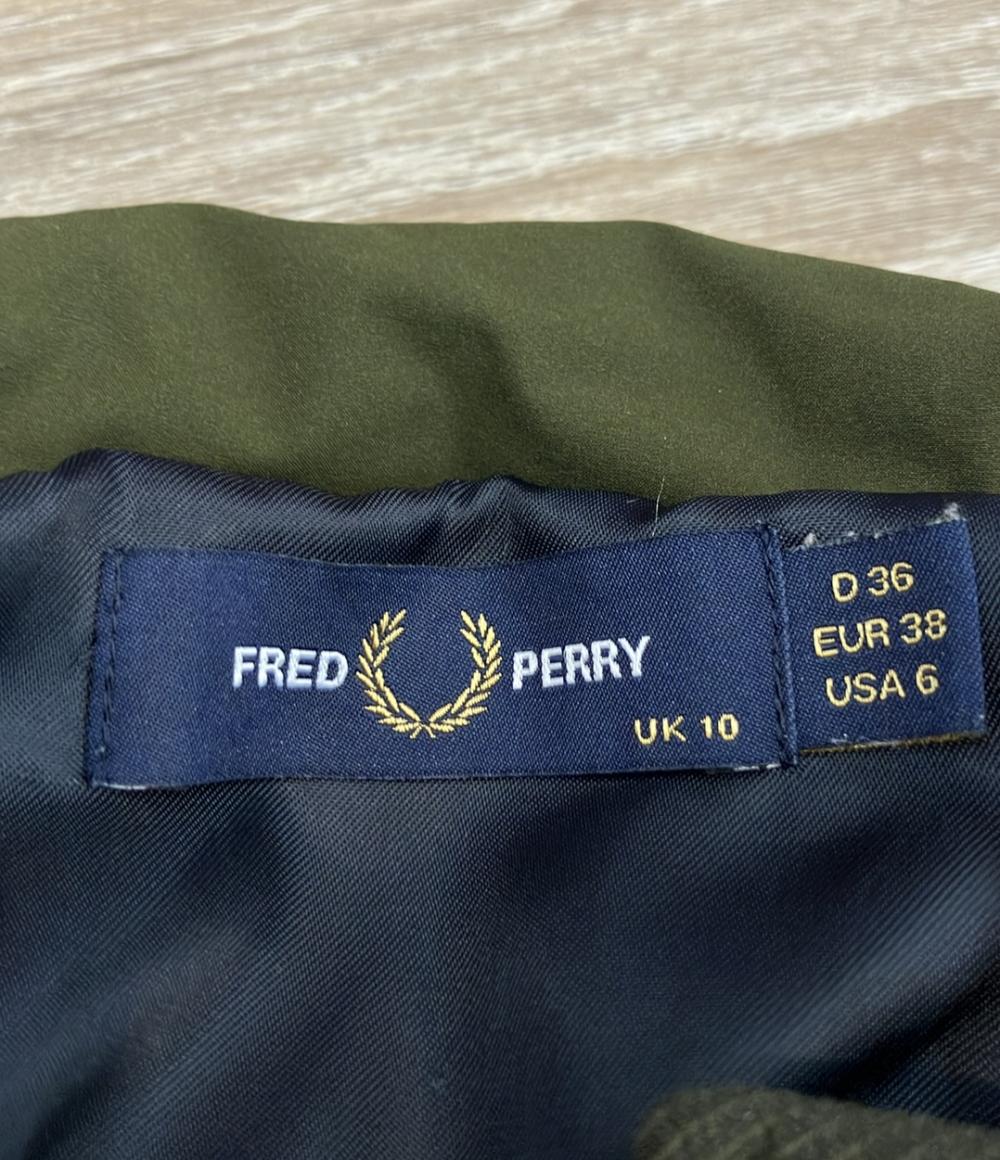 FRED PERRY
UK 10
D 36
EUR 38
USA 6